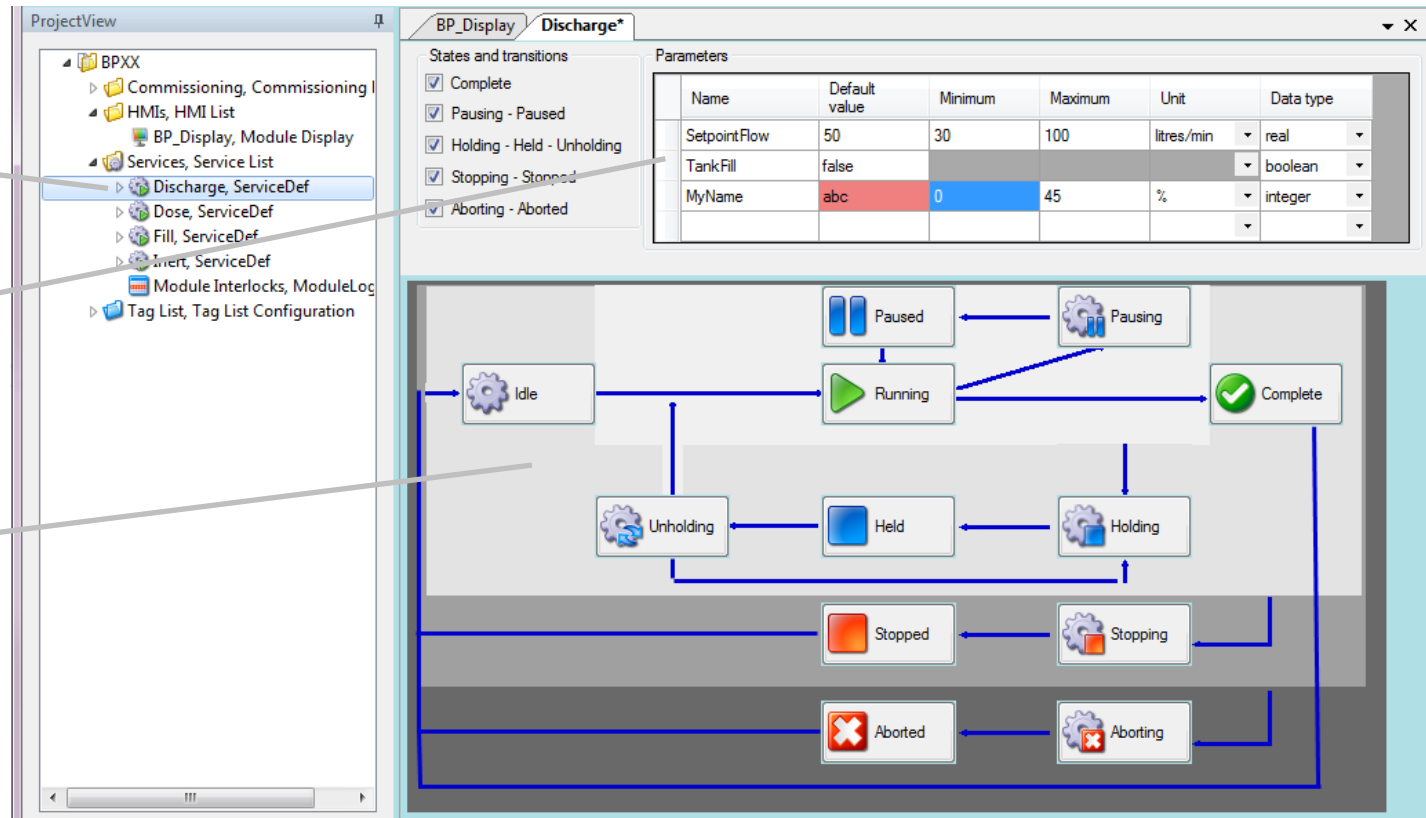 ProjectView
BPXX
Commissioning, Commissioning
HMIs, HMI List
BP_Display, Module Display
Services, Service List
Discharge, ServiceDef
Dose, ServiceDef
Fill, ServiceDef
Inert, ServiceDef
Module Interlocks, ModuleLog
Tag List, Tag List Configuration
BP_Display Discharge*
States and transitions
Complete
Pausing - Paused
Holding - Held - Unholding
Stopping - Stopped
Aborting - Aborted
Parameters
Name Default value Minimum Maximum Unit Data type
SetpointFlow 50 30 100 litres/min real
TankFill false boolean
MyName abc 0 45 % integer
Paused Pausing
Idle Running Complete
Unholding Held Holding
Stopped Stopping
Aborted Aborting